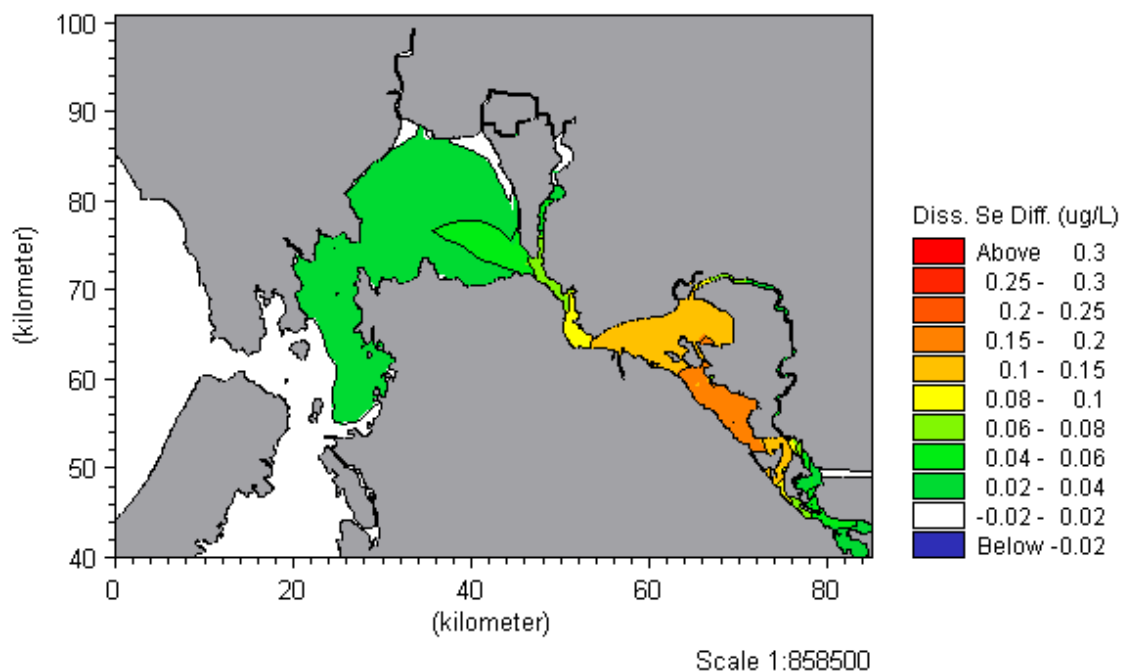 100
90
80
70
60
50
40
(kilometer)
0 20 40 60 80
(kilometer)
Scale 1:858500
Diss. Se Diff. (ug/L)
Above 0.3
0.25 - 0.3
0.2 - 0.25
0.15 - 0.2
0.1 - 0.15
0.08 - 0.1
0.06 - 0.08
0.04 - 0.06
0.02 - 0.04
-0.02 - 0.02
Below -0.02